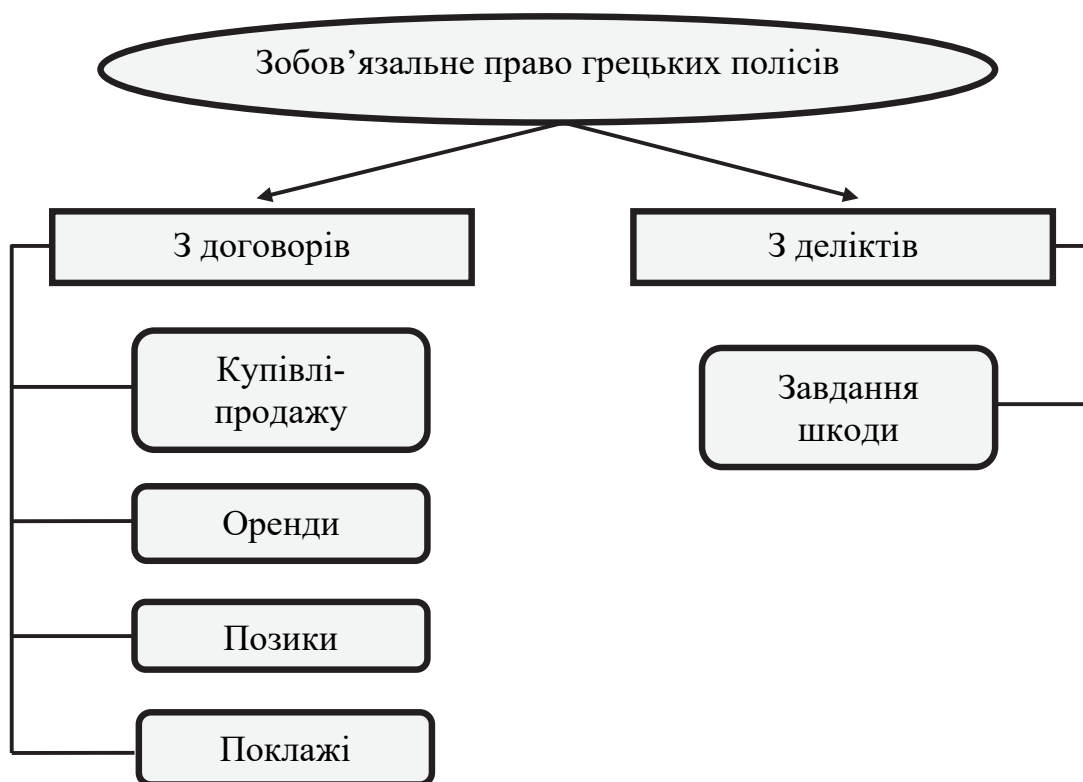 Зобов’язальне право грецьких полісів
З договорів
З деліктів
Купівлі-
продажу
Завдання
шкоди
Оренди
Позики
Поклажі